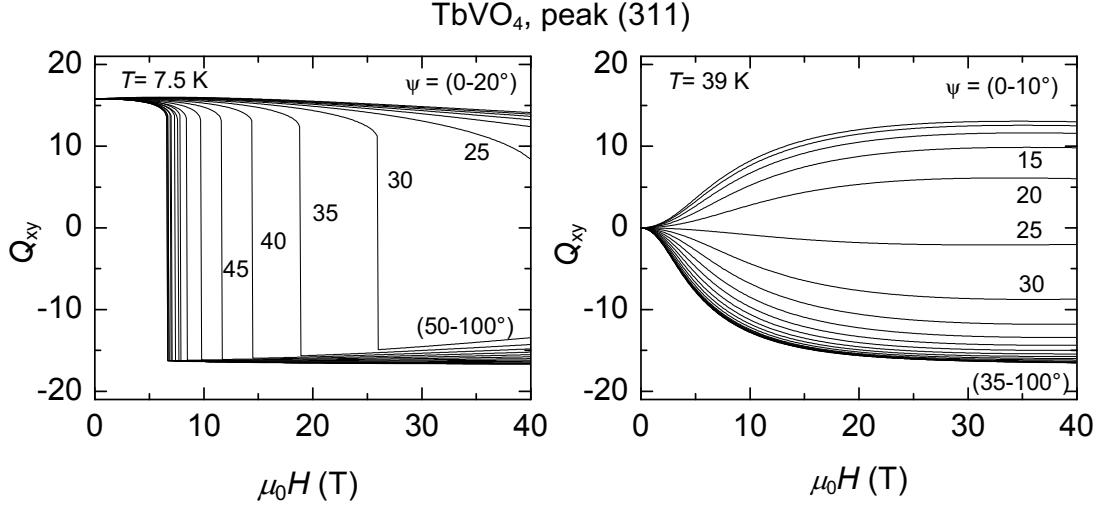 TbVO₄, peak (311)
20
10
0
-10
-20
Qxy
T= 7.5 K
ψ = (0-20°)
25
30
35
40
45
(50-100°)
0 10 20 30 40
μ₀H (T)
20
10
0
-10
-20
Qxy
T= 39 K
ψ = (0-10°)
15
20
25
30
(35-100°)
0 10 20 30 40
μ₀H (T)